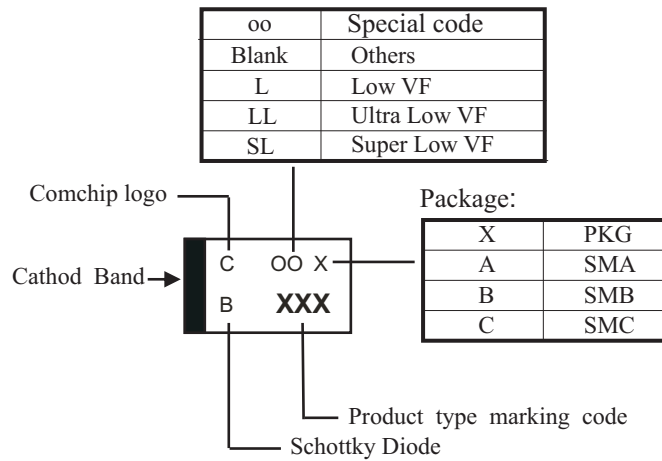 oo Special code
Blank Others
L Low VF
LL Ultra Low VF
SL Super Low VF
Comchip logo
Package:
X PKG
A SMA
B SMB
C SMC
Cathod Band
C OO X
B XXX
Product type marking code
Schottky Diode